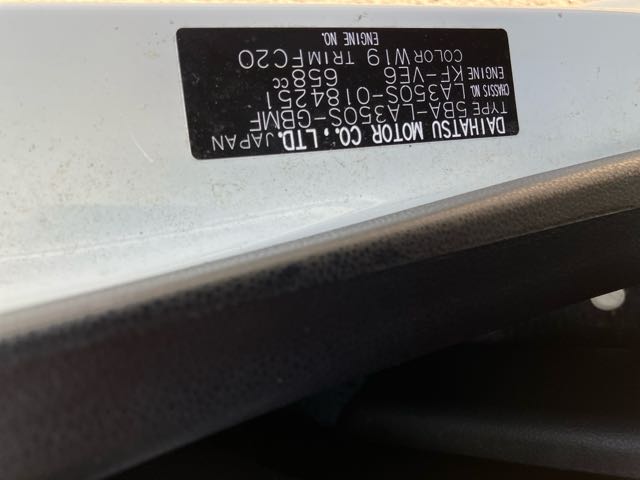 DAIHATSU MOTOR CO., LTD.
JAPAN
TYPE 5BA-LA350S-GBMF
CHASSIS NO. LA350S-0184251
ENGINE KF-VE6 658cc
COLOR W19 TRIM FC20
ENGINE NO.